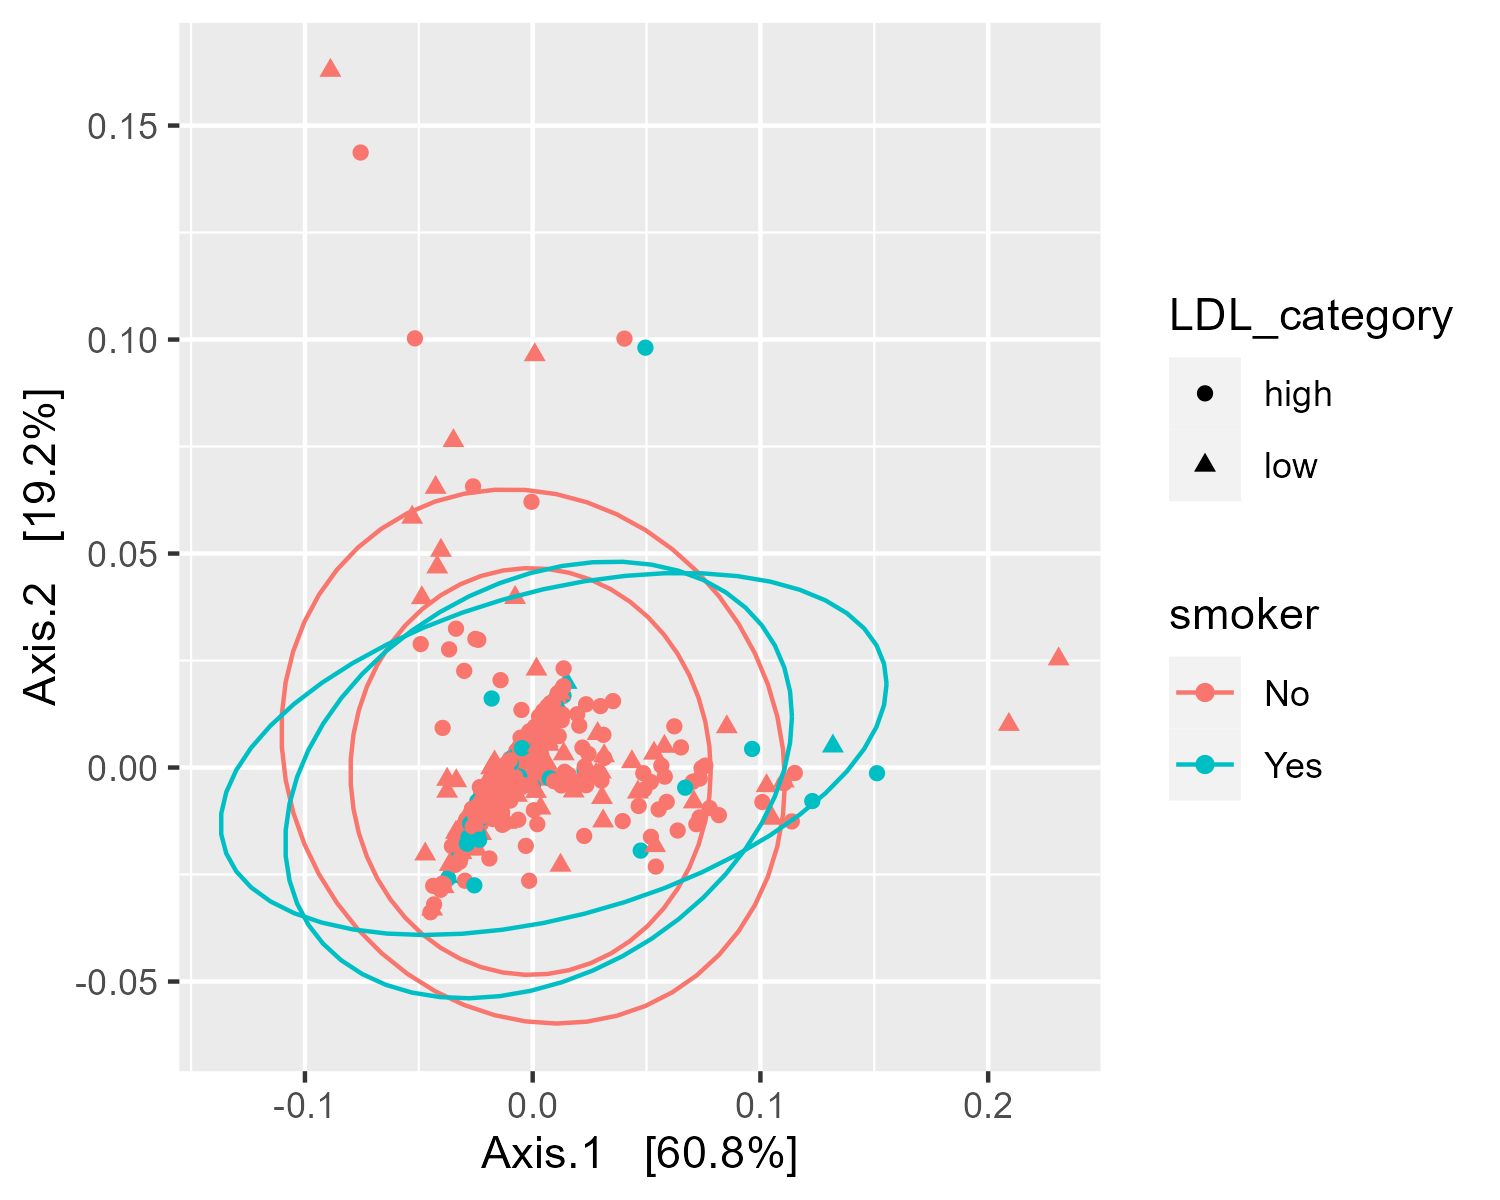 0.15
0.10
0.05
0.00
-0.05
Axis.2 [19.2%]
-0.1
0.0
0.1
0.2
Axis.1 [60.8%]
LDL_category
high
low
smoker
No
Yes